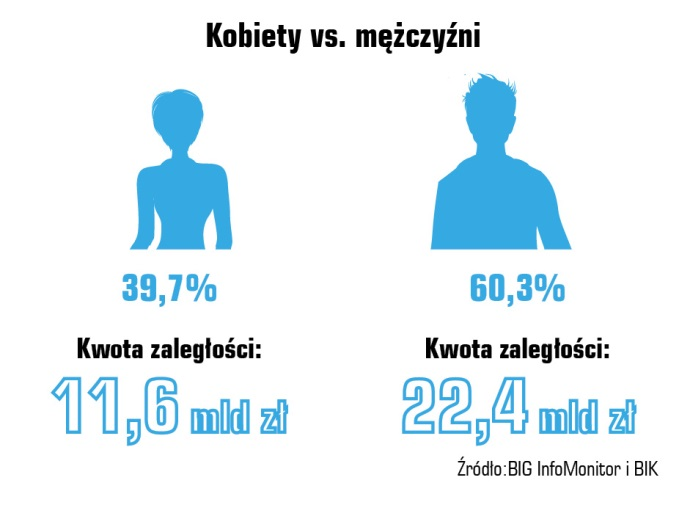 Kobiety vs. mężczyźni
39,7%
60,3%
Kwota zaległości:
Kwota zaległości:
11,6 mld zł
22,4 mld zł
Źródło:BIG InfoMonitor i BIK